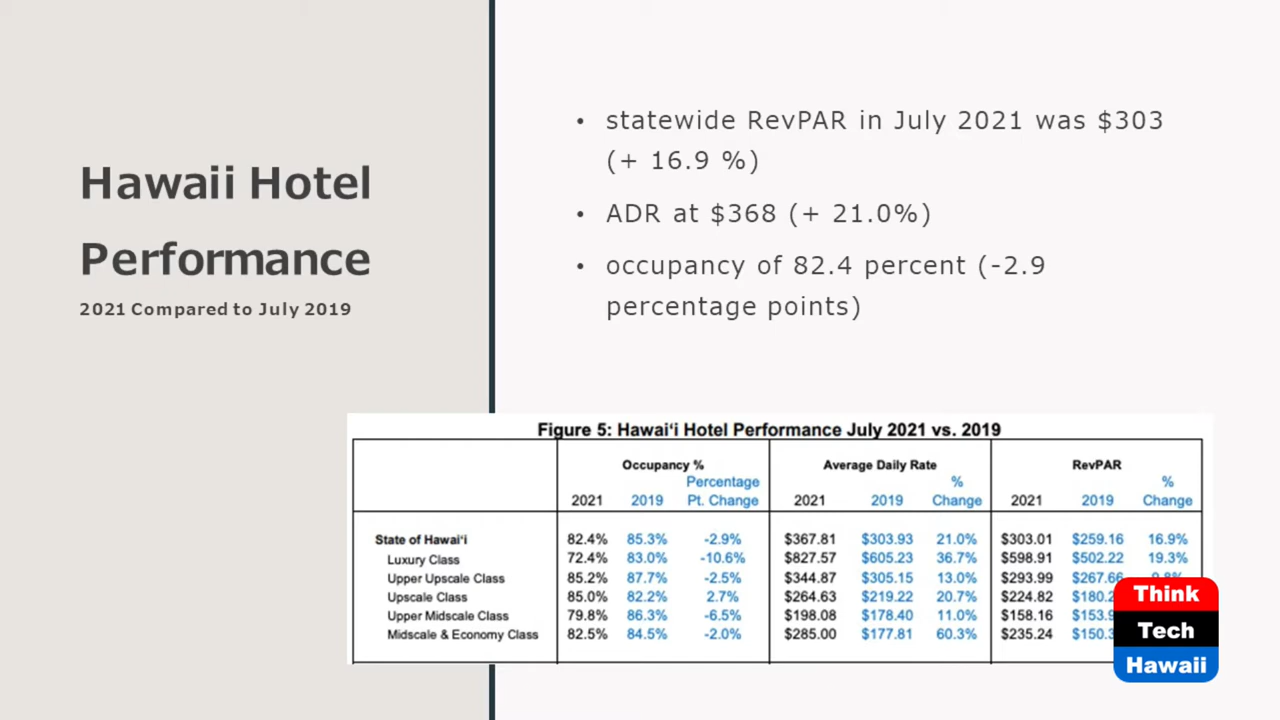 Hawaii Hotel
Performance
2021 Compared to July 2019
• statewide RevPAR in July 2021 was $303
(+ 16.9 %)
• ADR at $368 (+ 21.0%)
• occupancy of 82.4 percent (-2.9
percentage points)
Figure 5: Hawaiʻi Hotel Performance July 2021 vs. 2019
Occupancy % Average Daily Rate RevPAR
Percentage % %
2021 2019 Pt. Change 2021 2019 Change 2021 2019 Change
State of Hawaiʻi 82.4% 85.3% -2.9% $367.81 $303.93 21.0% $303.01 $259.16 16.9%
Luxury Class 72.4% 83.0% -10.6% $827.57 $605.23 36.7% $598.91 $502.22 19.3%
Upper Upscale Class 85.2% 87.7% -2.5% $344.87 $305.15 13.0% $293.99 $267.66
Upscale Class 85.0% 82.2% 2.7% $264.63 $219.22 20.7% $224.82
Upper Midscale Class 79.8% 86.3% -6.5% $198.08 $178.40 11.0% $158.16
Midscale & Economy Class 82.5% 84.5% -2.0% $285.00 $177.81 60.3% $235.24
Think
Tech
Hawaii